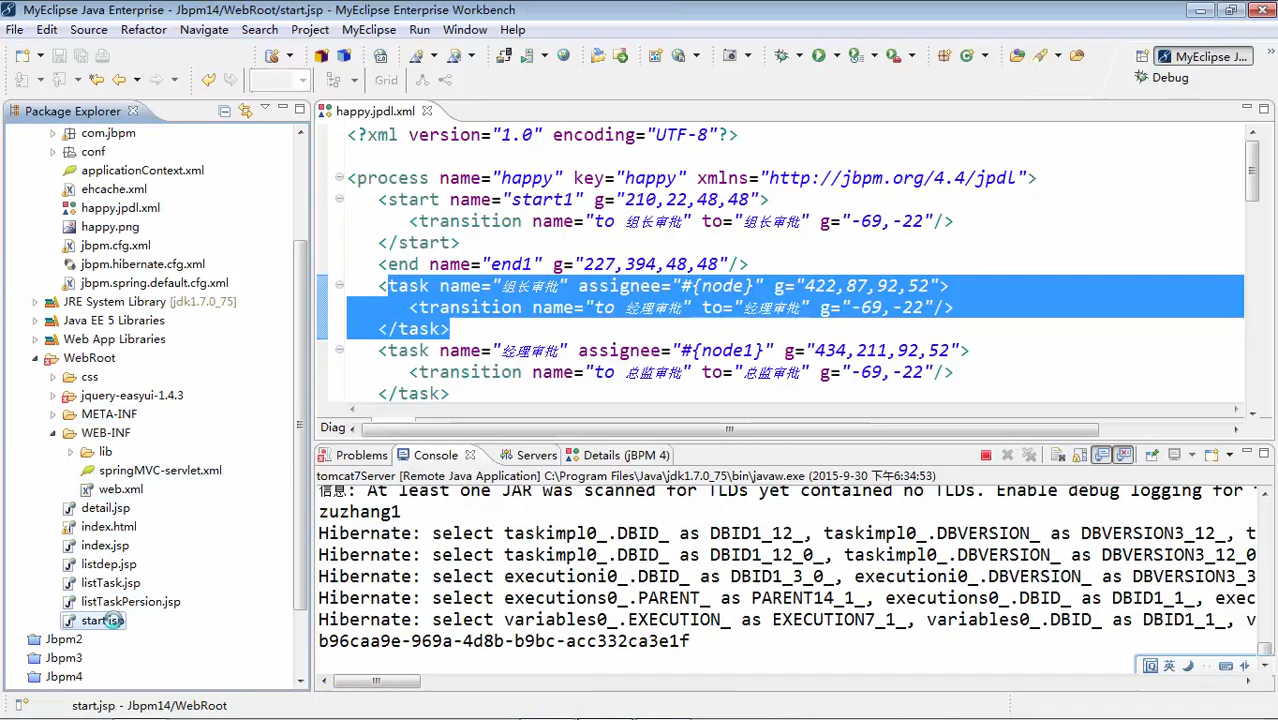 MyEclipse Java Enterprise - Jbpm14/WebRoot/start.jsp - MyEclipse Enterprise Workbench
File Edit Source Refactor Navigate Search Project MyEclipse Run Window Help
MyEclipse J...
Grid
Debug
Package Explorer
com.jbpm
conf
applicationContext.xml
ehcache.xml
happy.jpdl.xml
happy.png
jbpm.cfg.xml
jbpm.hibernate.cfg.xml
jbpm.spring.default.cfg.xml
JRE System Library [jdk1.7.0_75]
Java EE 5 Libraries
Web App Libraries
WebRoot
css
jquery-easyui-1.4.3
META-INF
WEB-INF
lib
springMVC-servlet.xml
web.xml
detail.jsp
index.html
index.jsp
listdep.jsp
listTask.jsp
listTaskPersion.jsp
start.jsp
Jbpm2
Jbpm3
Jbpm4
happy.jpdl.xml
<?xml version="1.0" encoding="UTF-8"?>
<process name="happy" key="happy" xmlns="http://jbpm.org/4.4/jpdl">
<start name="start1" g="210,22,48,48">
<transition name="to 组长审批" to="组长审批" g="-69,-22"/>
</start>
<end name="end1" g="227,394,48,48"/>
<task name="组长审批" assignee="#{node}" g="422,87,92,52">
<transition name="to 经理审批" to="经理审批" g="-69,-22"/>
</task>
<task name="经理审批" assignee="#{node1}" g="434,211,92,52">
<transition name="to 总监审批" to="总监审批" g="-69,-22"/>
</task>
Diag
Problems Console Servers Details (jBPM 4)
tomcat7Server [Remote Java Application] C:\Program Files\Java\jdk1.7.0_75\bin\javaw.exe (2015-9-30 下午6:34:53)
信息: At least one JAR was scanned for TLDs yet contained no TLDs. Enable debug logging for
zuzhang1
Hibernate: select taskimpl0_.DBID_ as DBID1_12_, taskimpl0_.DBVERSION_ as DBVERSION3_12_, t
Hibernate: select taskimpl0_.DBID_ as DBID1_12_0_, taskimpl0_.DBVERSION_ as DBVERSION3_12_0
Hibernate: select executioni0_.DBID_ as DBID1_3_0_, executioni0_.DBVERSION_ as DBVERSION3_3
Hibernate: select executions0_.PARENT_ as PARENT14_1_, executions0_.DBID_ as DBID1_1_, exec
Hibernate: select variables0_.EXECUTION_ as EXECUTION7_1_, variables0_.DBID_ as DBID1_1_, v
b96caa9e-969a-4d8b-b9bc-acc332ca3e1f
英
start.jsp - Jbpm14/WebRoot